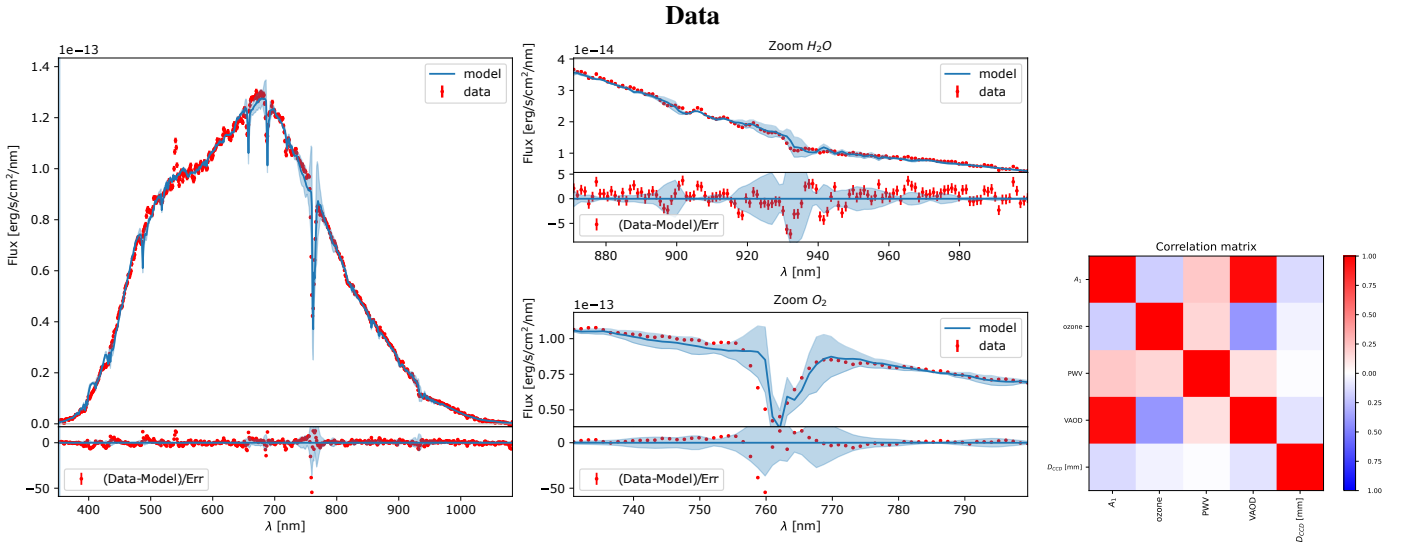 Data
1e−13
Flux [erg/s/cm²/nm]
1.4
1.2
1.0
0.8
0.6
0.4
0.2
0.0
model
data
0
−50
(Data-Model)/Err
400 500 600 700 800 900 1000
λ [nm]
1e−14
Zoom H₂O
Flux [erg/s/cm²/nm]
4
3
2
1
model
data
5
0
−5
(Data-Model)/Err
880 900 920 940 960 980
λ [nm]
1e−13
Zoom O₂
Flux [erg/s/cm²/nm]
1.00
0.75
0.50
model
data
0
−50
(Data-Model)/Err
730 740 750 760 770 780 790
λ [nm]
Correlation matrix
A₁
ozone
PWV
VAOD
D_CCD [mm]
A₁ ozone PWV VAOD D_CCD [mm]
1.00
0.75
0.50
0.25
0.00
0.25
0.50
0.75
1.00